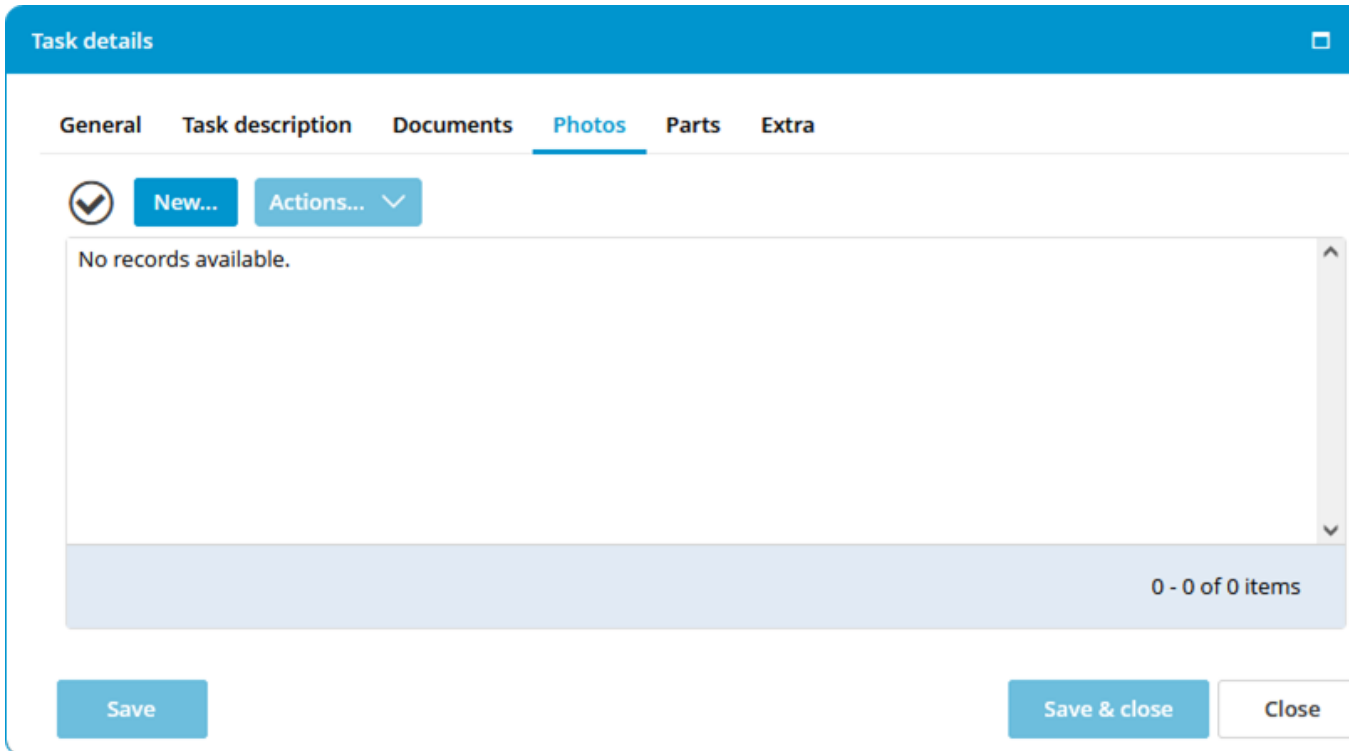 Task details
General Task description Documents Photos Parts Extra
New... Actions...
No records available.
0 - 0 of 0 items
Save Save & close Close